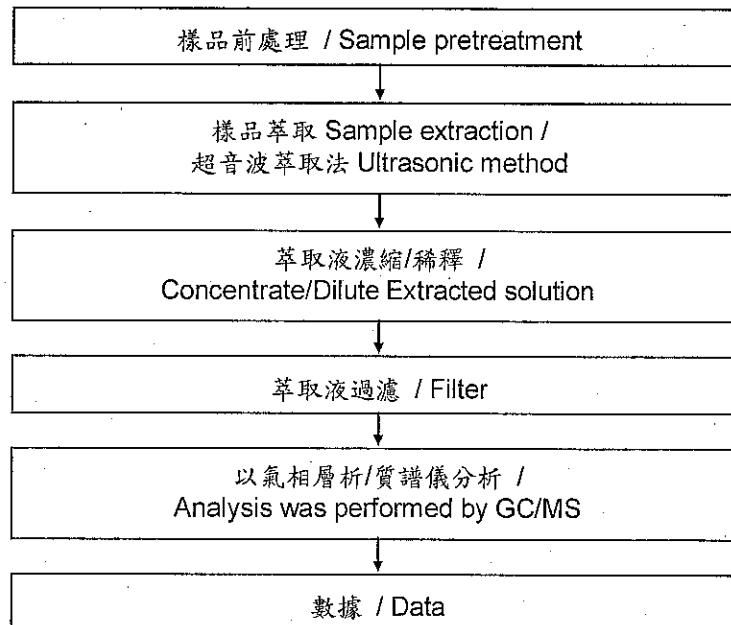 樣品前處理 / Sample pretreatment
樣品萃取 Sample extraction /
超音波萃取法 Ultrasonic method
萃取液濃縮/稀釋 /
Concentrate/Dilute Extracted solution
萃取液過濾 / Filter
以氣相層析/質譜儀分析 /
Analysis was performed by GC/MS
數據 / Data